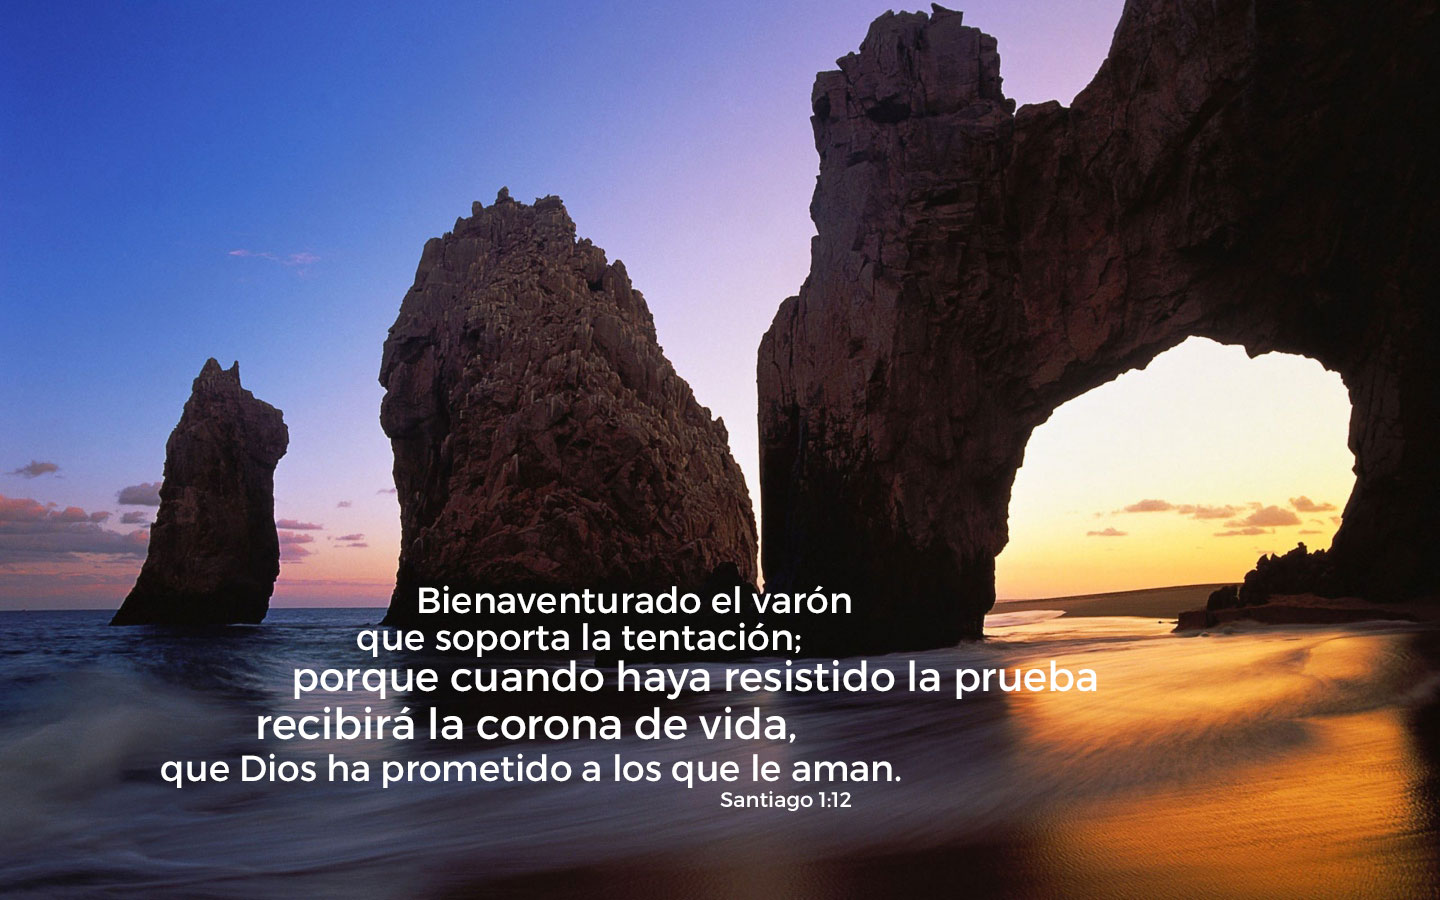 Bienaventurado el varón
que soporta la tentación;
porque cuando haya resistido la prueba
recibirá la corona de vida,
que Dios ha prometido a los que le aman.
Santiago 1:12